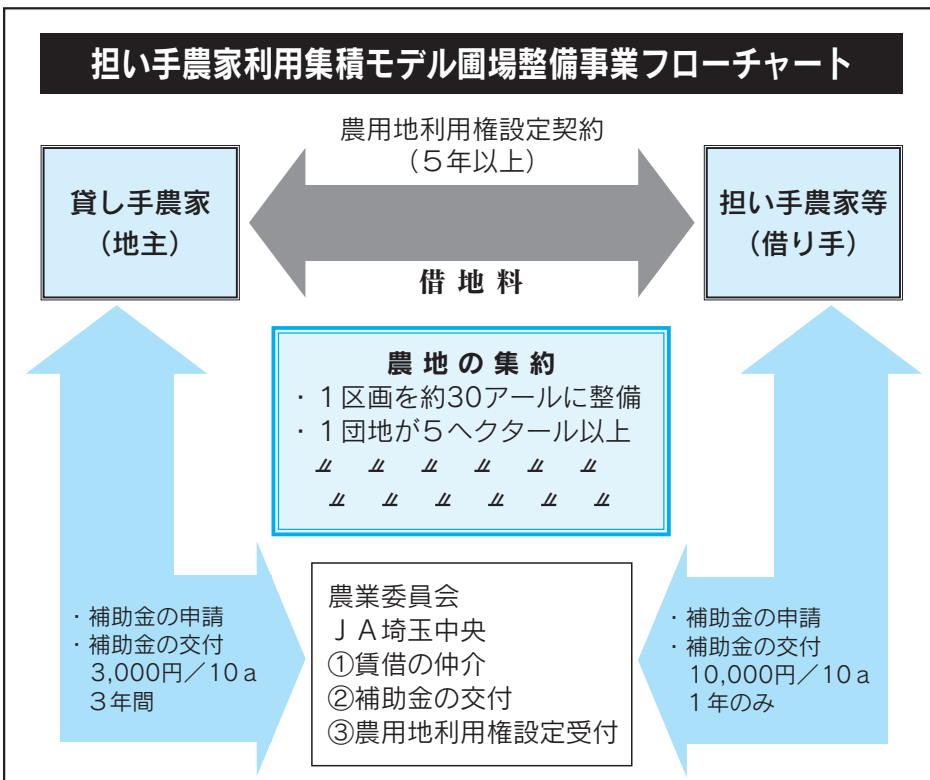 担い手農家利用集積モデル圃場整備事業フローチャート
農用地利用権設定契約
（５年以上）
貸し手農家
（地主）
担い手農家等
（借り手）
借地料
農地の集約
・１区画を約30アールに整備
・１団地が５ヘクタール以上
・補助金の申請
・補助金の交付
3,000円／10ａ
３年間
農業委員会
ＪＡ埼玉中央
①賃借の仲介
②補助金の交付
③農用地利用権設定受付
・補助金の申請
・補助金の交付
10,000円／10ａ
１年のみ